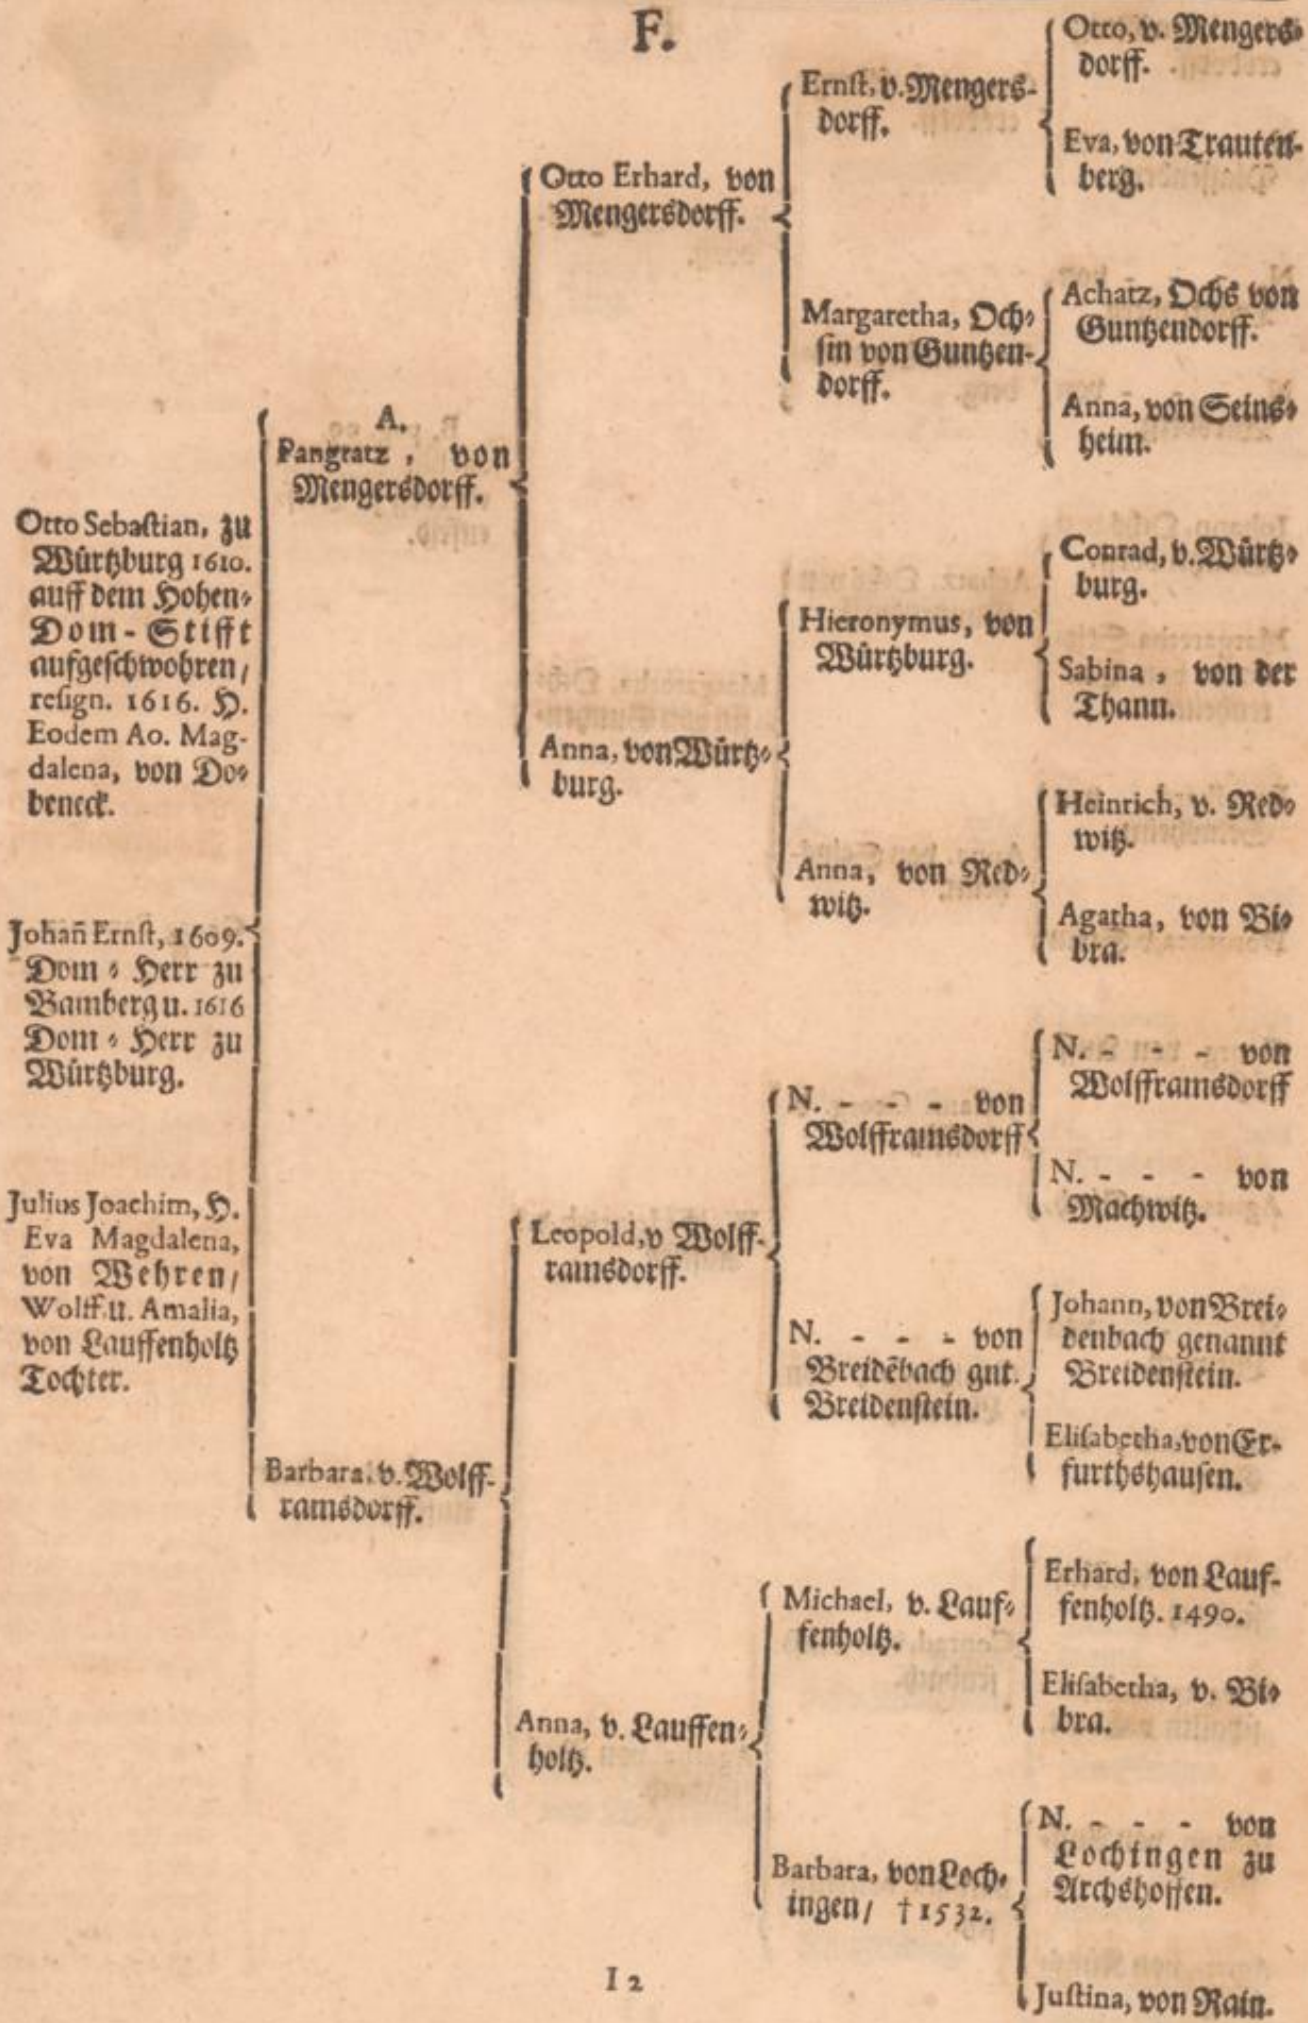 F.
Otto Sebastian, zu
Würtzburg 1610.
auff dem Hohen-
Dom-Stifft
aufgeschwohren/
resign. 1616. H.
Eodem Ao. Mag-
dalena, von Do-
beneck.
Johañ Ernst, 1609.
Dom-Herr zu
Bamberg u. 1616
Dom-Herr zu
Würtzburg.
Julius Joachim, H.
Eva Magdalena,
von Wehren/
Wolff u. Amalia,
von Lauffenholtz
Tochter.
A.
Pangratz, von
Mengersdorff.
Barbara. v. Wolff-
ramsdorff.
Otto Erhard, von
Mengersdorff.
Anna, von Würtz-
burg.
Leopold, v Wolff-
ramsdorff.
Anna, v. Lauffen-
holtz.
Ernst, v. Mengers-
dorff.
Margaretha, Och-
sin von Guntzen-
dorff.
Hieronymus, von
Würtzburg.
Anna, von Red-
witz.
N. - - - von
Wolfframsdorff
N. - - - von
Breidēbach gnt.
Breidenstein.
Michael, v. Lauf-
fenholtz.
Barbara, von Loch-
ingen/ †1532.
Otto, v. Mengers-
dorff.
Eva, von Trauten-
berg.
Achatz, Ochs von
Guntzendorff.
Anna, von Seins-
heim.
Conrad, v. Würtz-
burg.
Sabina, von der
Thann.
Heinrich, v. Red-
witz.
Agatha, von Bi-
bra.
N. - - - von
Wolfframsdorff
N. - - - von
Machwitz.
Johann, von Brei-
denbach genannt
Breidenstein.
Elisabetha, von Er-
furthshausen.
Erhard, von Lauf-
fenholtz. 1490.
Elisabetha, v. Bi-
bra.
N. - - - von
Lochingen zu
Archshoffen.
Justina, von Rain.
I 2